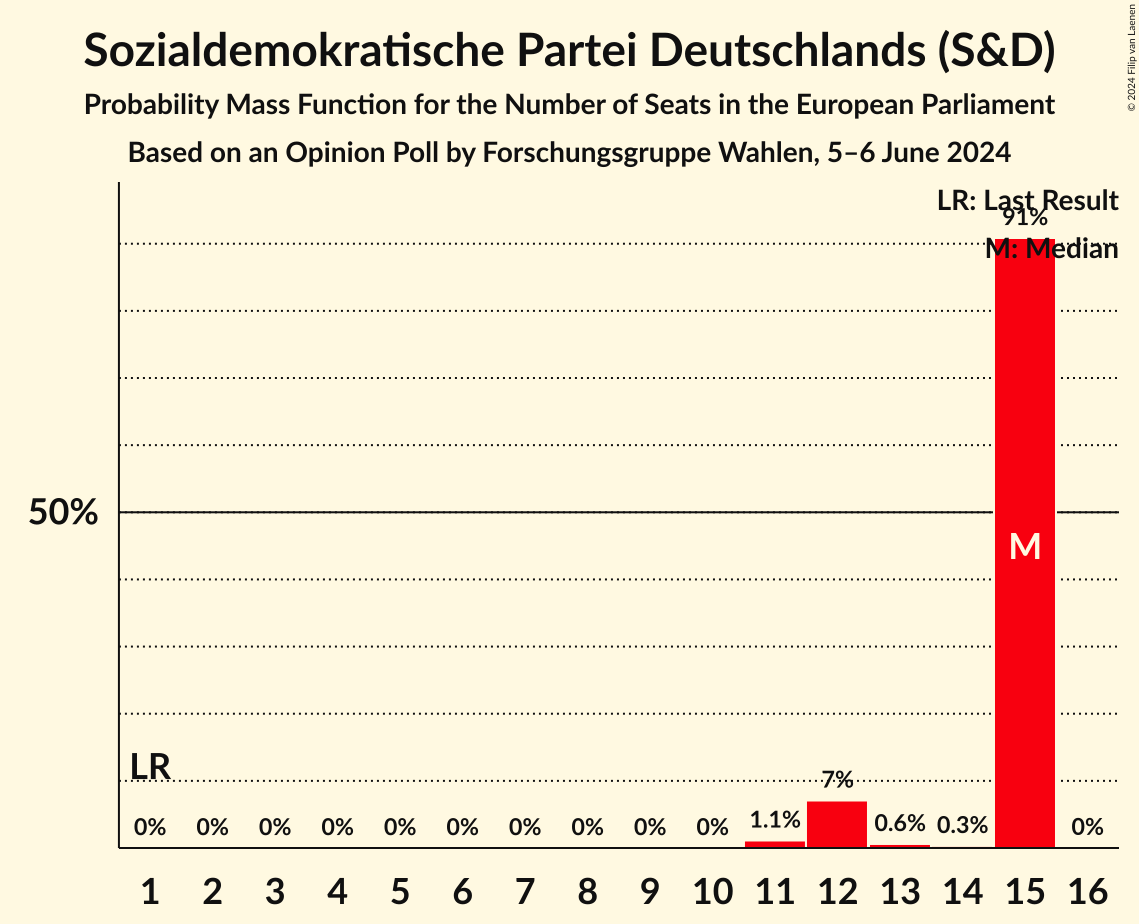 Sozialdemokratische Partei Deutschlands (S&D)
Probability Mass Function for the Number of Seats in the European Parliament
Based on an Opinion Poll by Forschungsgruppe Wahlen, 5–6 June 2024
© 2024 Filip van Laenen
LR: Last Result
91%
M: Median
50%
M
LR
0% 0% 0% 0% 0% 0% 0% 0% 0% 0% 1.1% 7% 0.6% 0.3% 0%
1 2 3 4 5 6 7 8 9 10 11 12 13 14 15 16